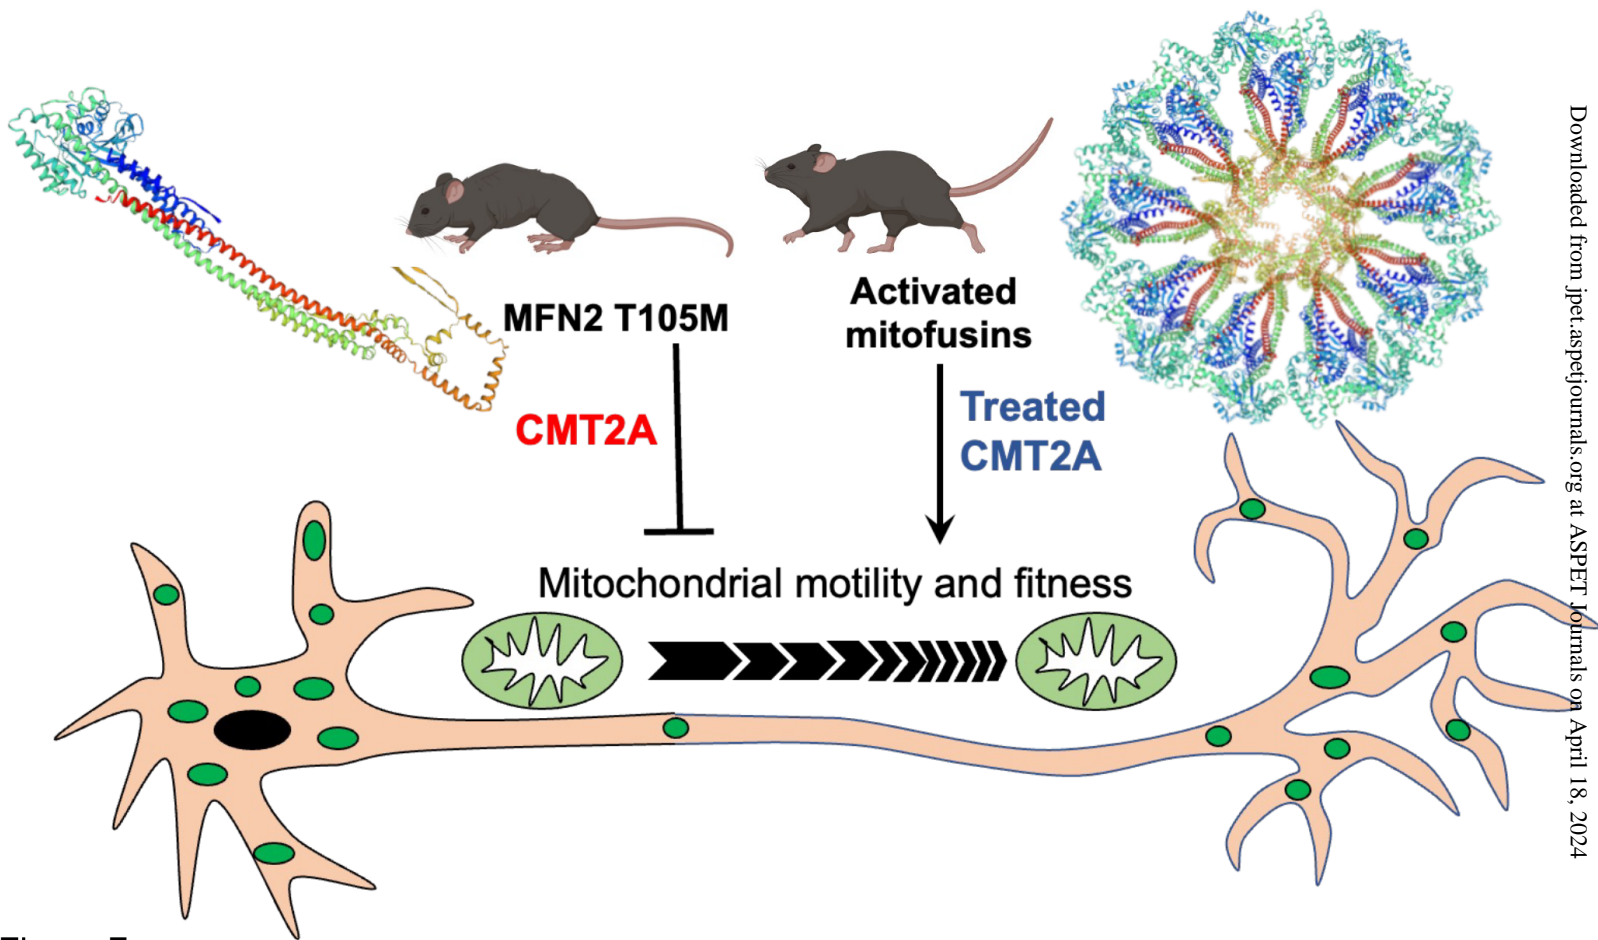 MFN2 T105M
Activated
mitofusins
CMT2A
Treated
CMT2A
Mitochondrial motility and fitness
Downloaded from jpet.aspetjournals.org at ASPET Journals on April 18, 2024